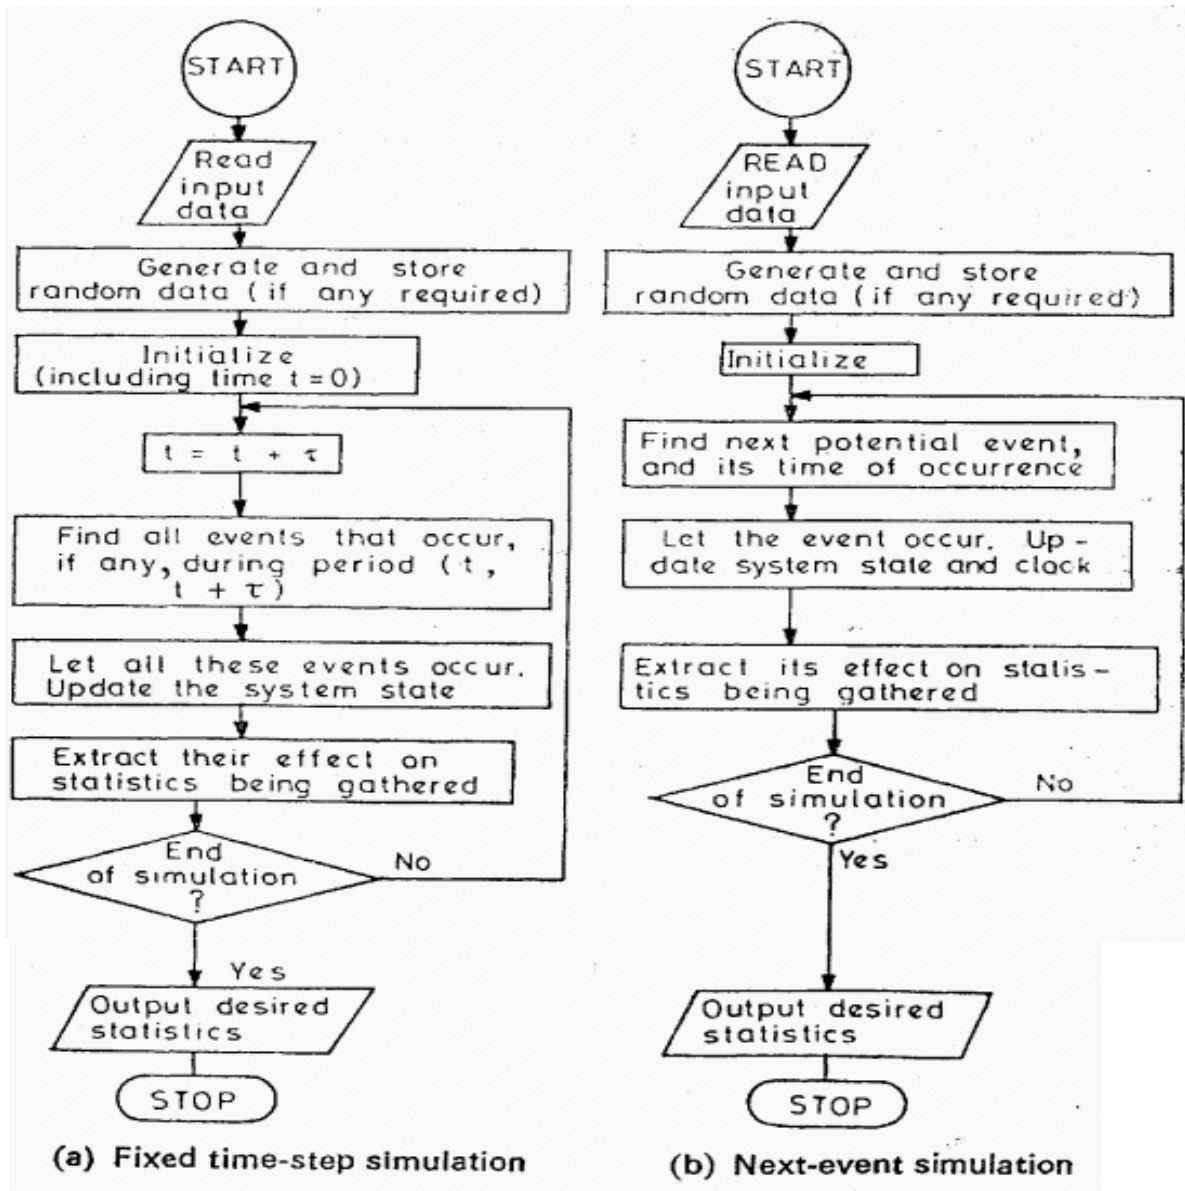 START
Read
input
data
Generate and store
random data (if any required)
Initialize
(including time t=0)
t = t + τ
Find all events that occur,
if any, during period (t,
t + τ)
Let all these events occur.
Update the system state
Extract their effect on
statistics being gathered
End
of simulation
?
No
Yes
Output desired
statistics
STOP
(a) Fixed time-step simulation
START
READ
input
data
Generate and store
random data (if any required)
Initialize
Find next potential event,
and its time of occurrence
Let the event occur. Up-
date system state and clock
Extract its effect on statis-
tics being gathered
End
of simulation
?
No
Yes
Output desired
statistics
STOP
(b) Next-event simulation